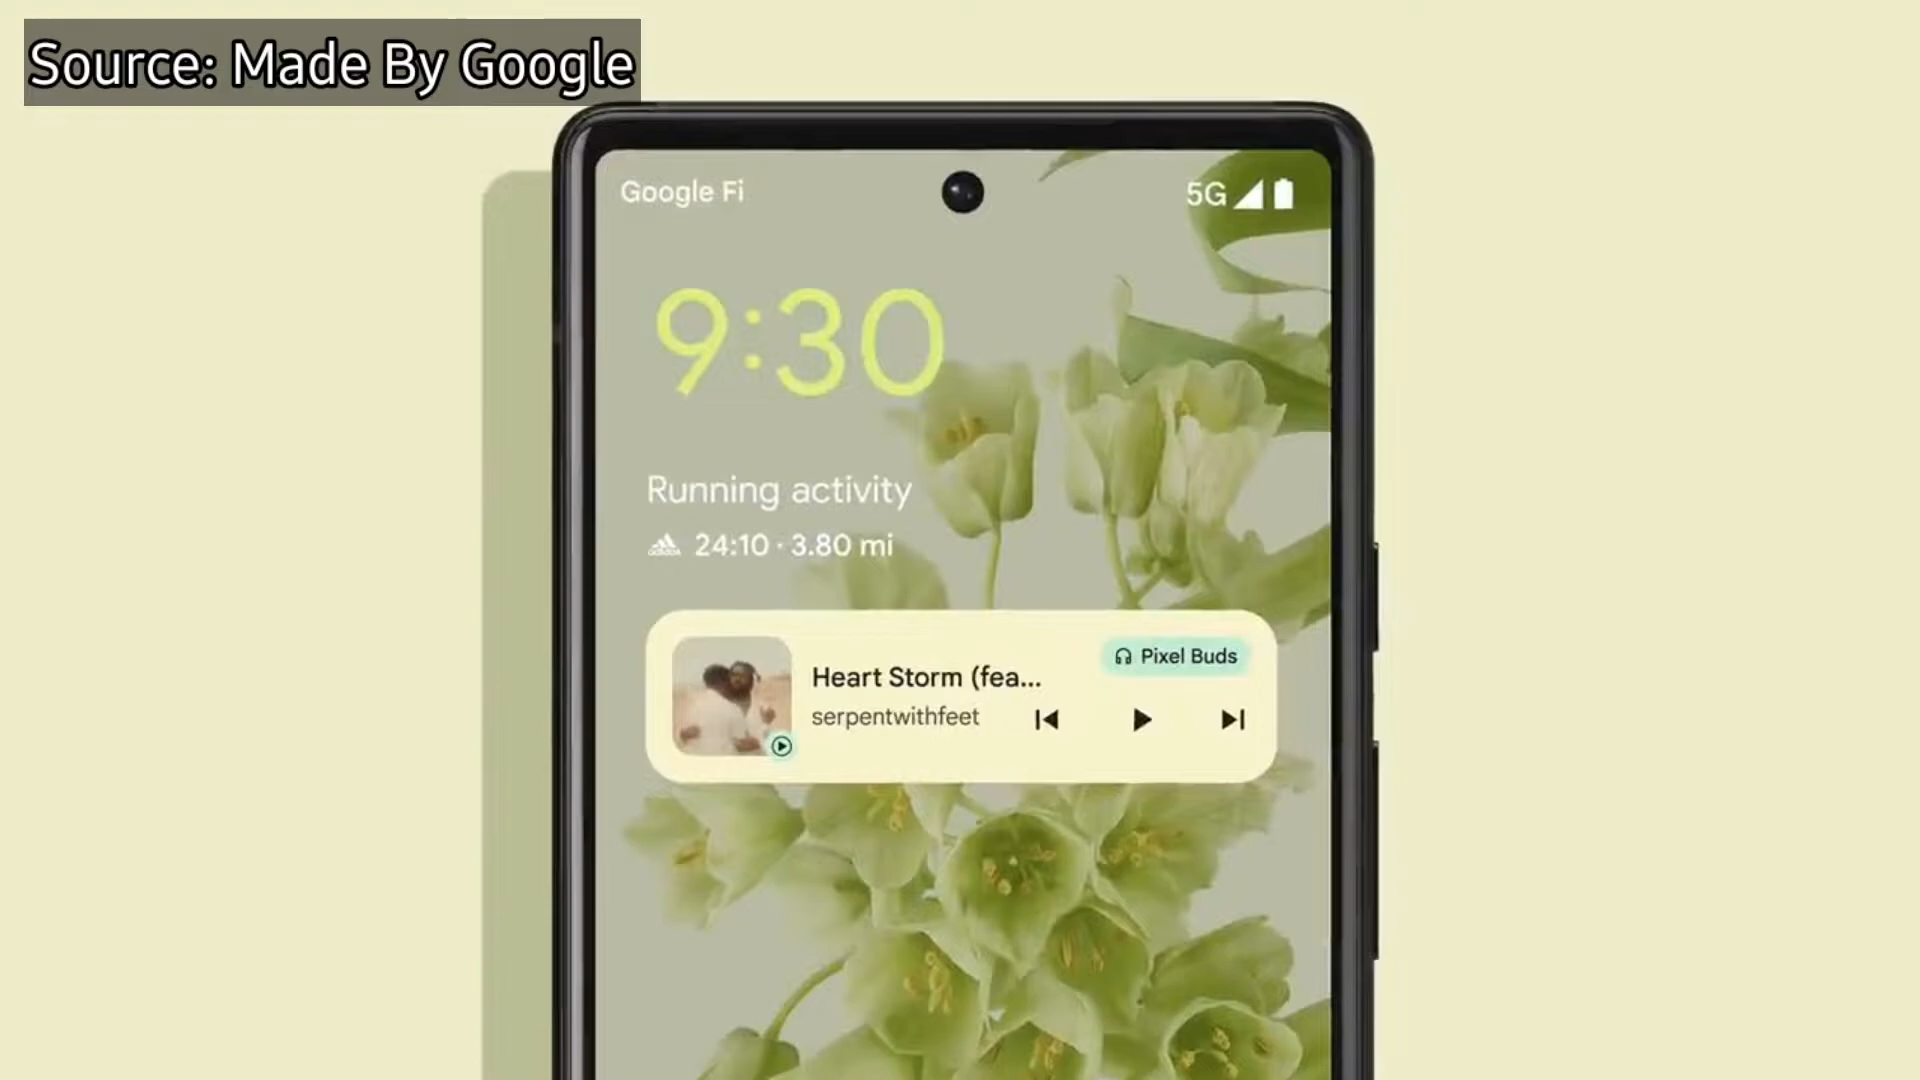 Source: Made By Google
Google Fi
5G
9:30
Running activity
adidas 24:10 · 3.80 mi
Pixel Buds
Heart Storm (fea...
serpentwithfeet